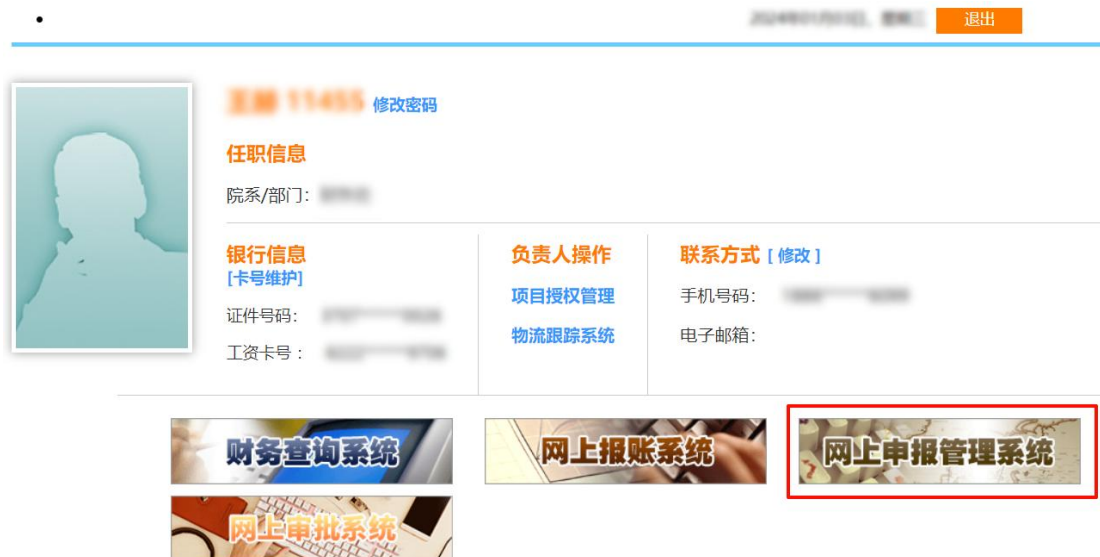 退出
修改密码
任职信息
院系/部门：
银行信息
[卡号维护]
证件号码：
工资卡号：
负责人操作
项目授权管理
物流跟踪系统
联系方式 [ 修改 ]
手机号码：
电子邮箱：
财务查询系统
网上报账系统
网上申报管理系统
网上审批系统